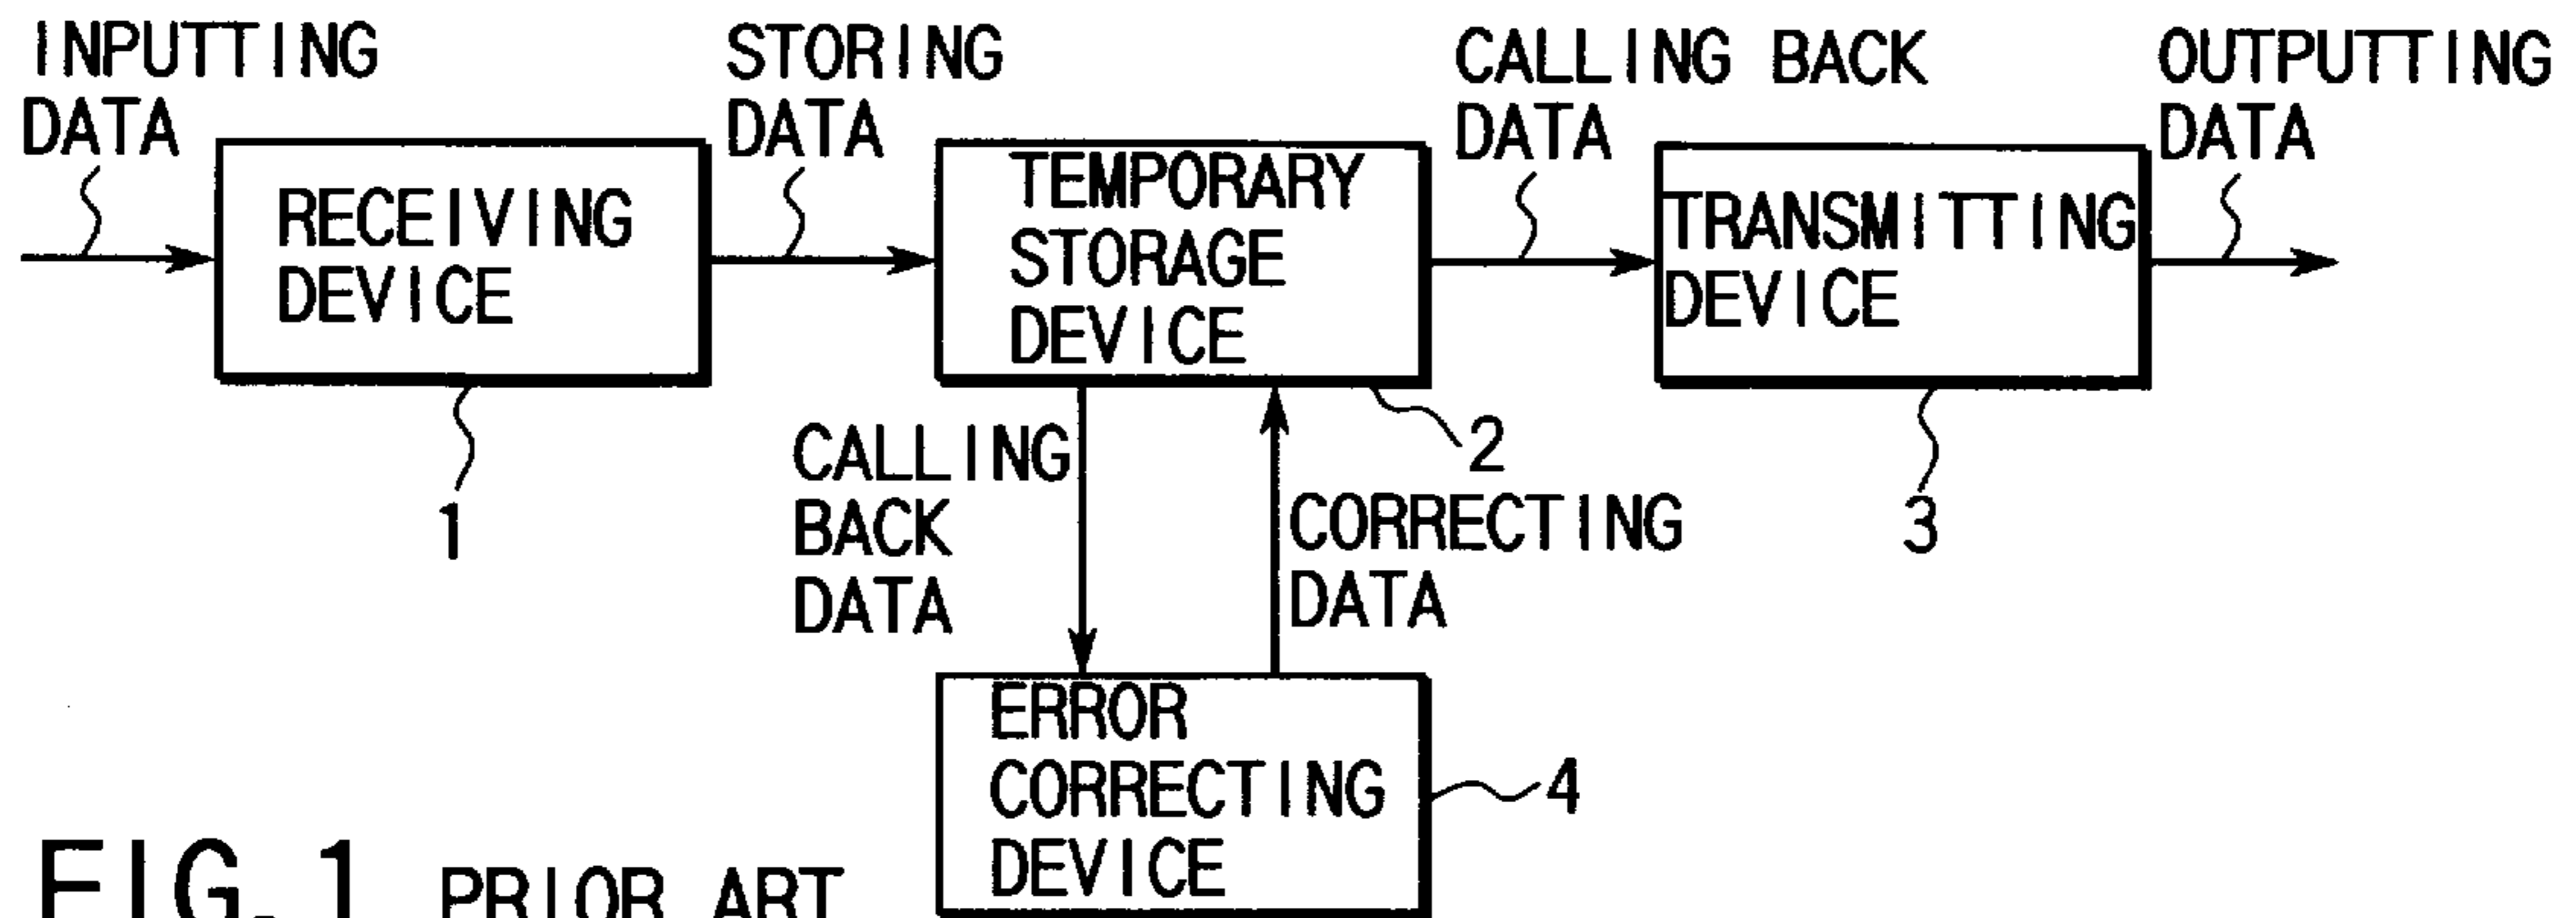 INPUTTING
DATA
STORING
DATA
CALLING BACK
DATA
OUTPUTTING
DATA
RECEIVING
DEVICE
TEMPORARY
STORAGE
DEVICE
TRANSMITTING
DEVICE
1
2
3
CALLING
BACK
DATA
CORRECTING
DATA
ERROR
CORRECTING
DEVICE
4
FIG. 1 PRIOR ART